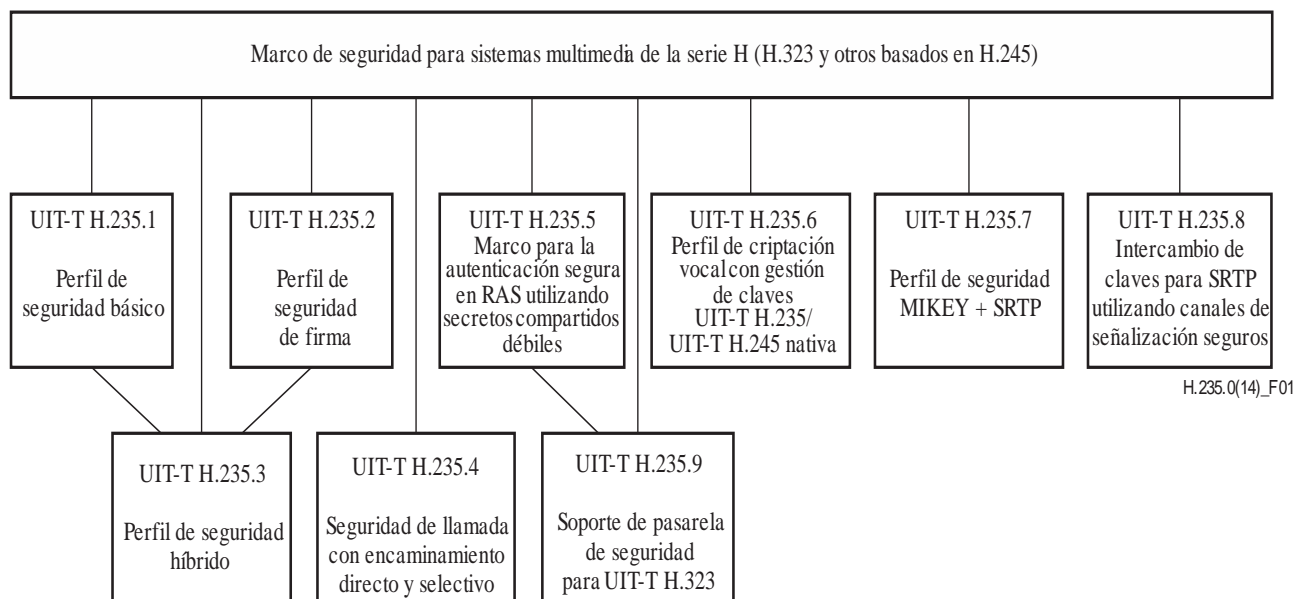 Marco de seguridad para sistemas multimedia de la serie H (H.323 y otros basados en H.245)
UIT-T H.235.1
Perfil de
seguridad básico
UIT-T H.235.2
Perfil de
seguridad
de firma
UIT-T H.235.5
Marco para la
autenticación segura
en RAS utilizando
secretos compartidos
débiles
UIT-T H.235.6
Perfil de criptación
vocal con gestión
de claves
UIT-T H.235/
UIT-T H.245 nativa
UIT-T H.235.7
Perfil de seguridad
MIKEY + SRTP
UIT-T H.235.8
Intercambio de
claves para SRTP
utilizando canales de
señalización seguros
H.235.0(14)_F01
UIT-T H.235.3
Perfil de seguridad
híbrido
UIT-T H.235.4
Seguridad de llamada
con encaminamiento
directo y selectivo
UIT-T H.235.9
Soporte de pasarela
de seguridad
para UIT-T H.323